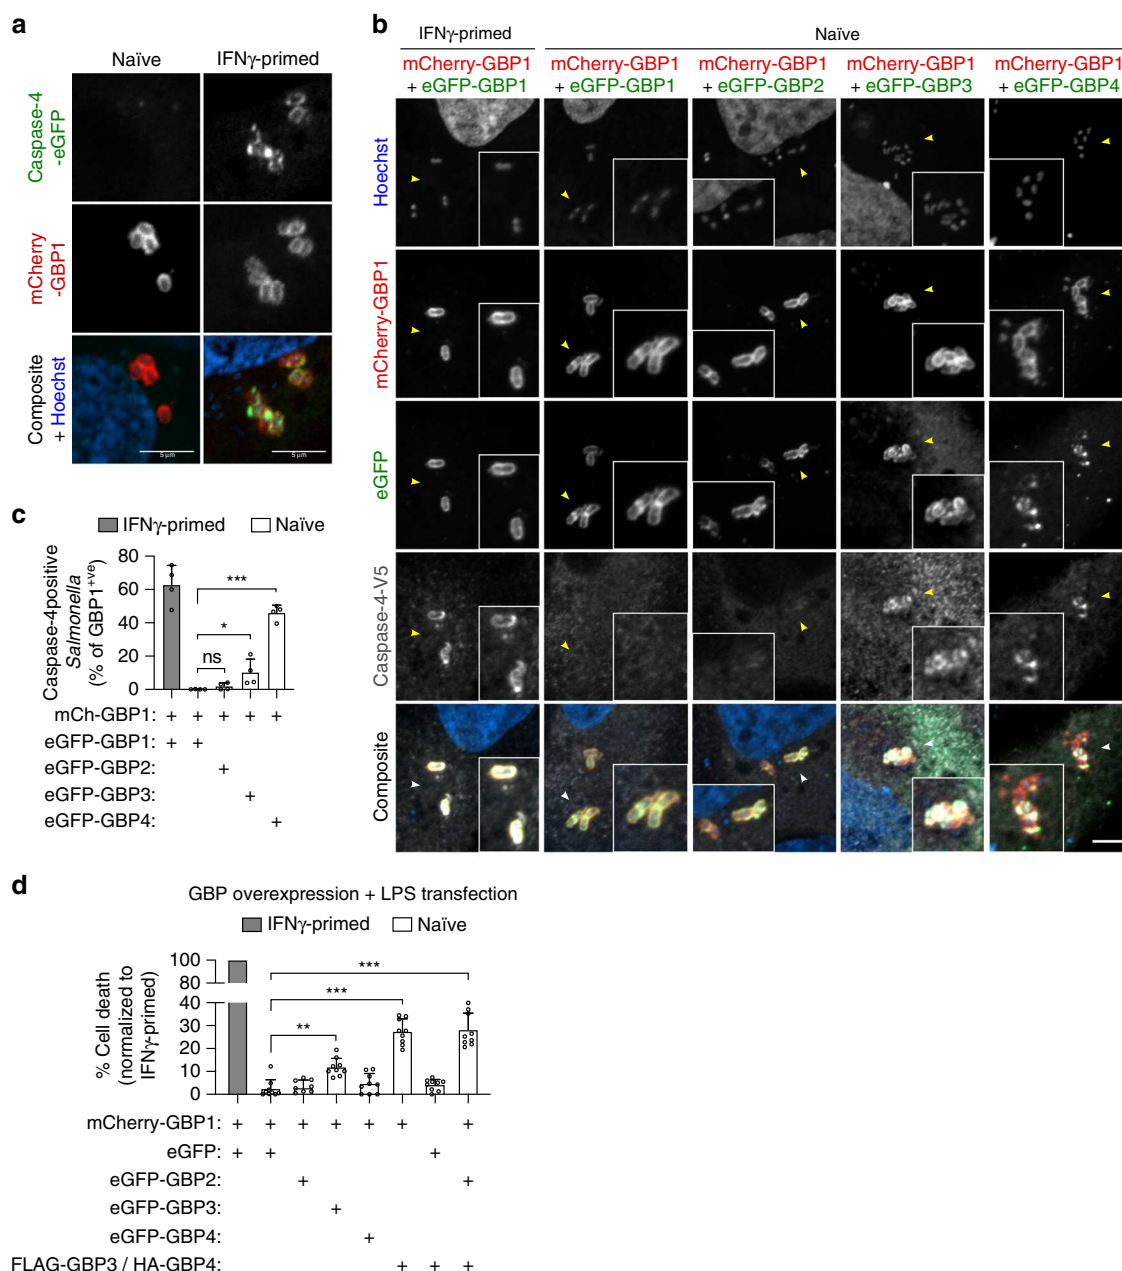 a
Naïve
IFNγ-primed
Caspase-4
-eGFP
mCherry
-GBP1
Composite
+ Hoechst
5 µm
5 µm
b
IFNγ-primed
Naïve
mCherry-GBP1
+ eGFP-GBP1
mCherry-GBP1
+ eGFP-GBP1
mCherry-GBP1
+ eGFP-GBP2
mCherry-GBP1
+ eGFP-GBP3
mCherry-GBP1
+ eGFP-GBP4
Hoechst
mCherry-GBP1
eGFP
Caspase-4-V5
Composite
c
IFNγ-primed
Naïve
Caspase-4positive
Salmonella
(% of GBP1+ve)
80
60
40
20
0
***
*
ns
mCh-GBP1: + + + + +
eGFP-GBP1: + +
eGFP-GBP2: +
eGFP-GBP3: +
eGFP-GBP4: +
d
GBP overexpression + LPS transfection
IFNγ-primed
Naïve
% Cell death
(normalized to
IFNγ-primed)
100
80
40
30
20
10
0
***
***
**
mCherry-GBP1: + + + + + + +
eGFP: + + +
eGFP-GBP2: + +
eGFP-GBP3: +
eGFP-GBP4: +
FLAG-GBP3 / HA-GBP4: + + +